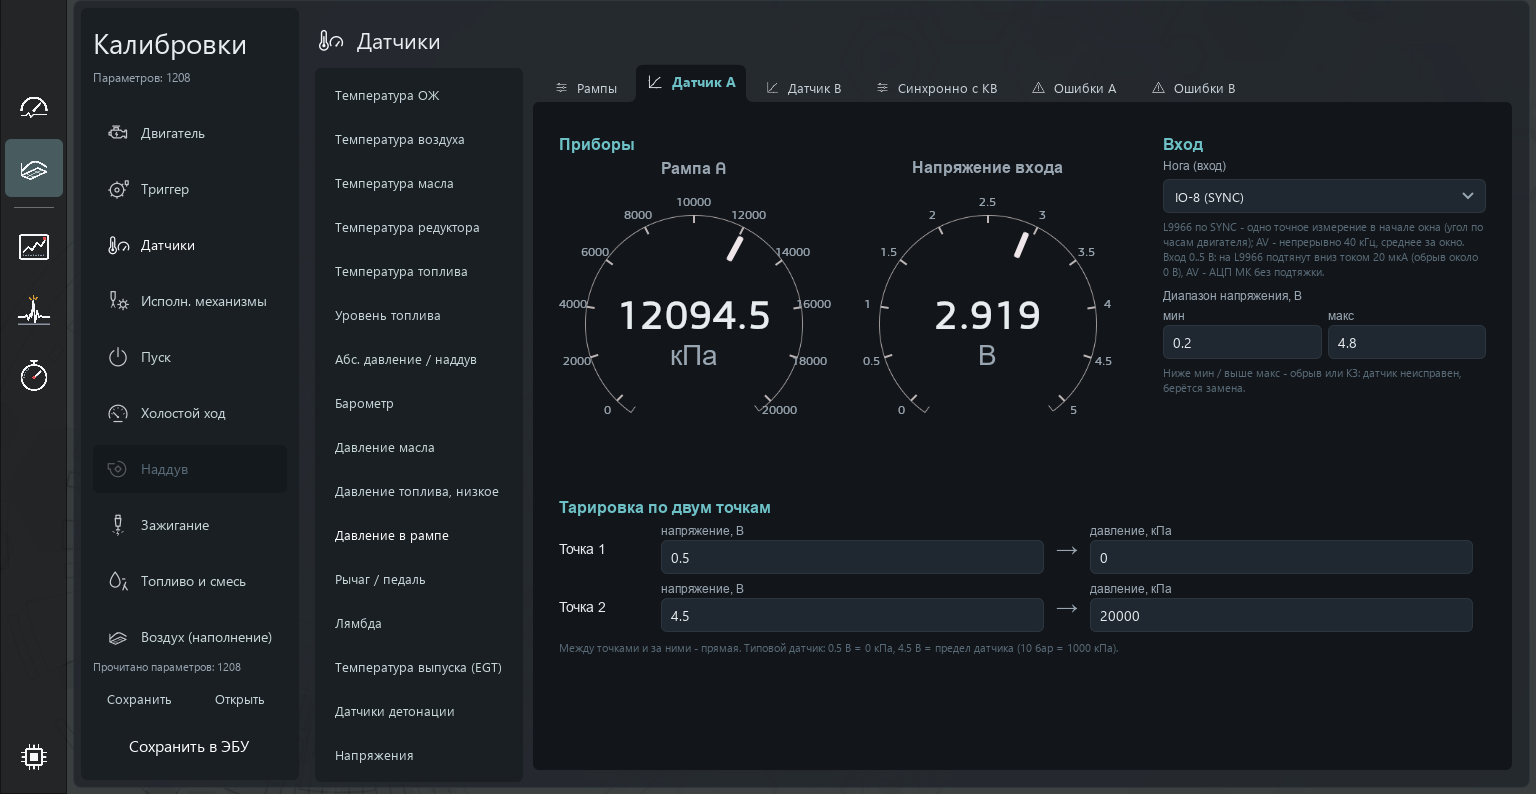 Калибровки
Параметров: 1208
Двигатель
Триггер
Датчики
Исполн. механизмы
Пуск
Холостой ход
Наддув
Зажигание
Топливо и смесь
Воздух (наполнение)
Прочитано параметров: 1208
Сохранить
Открыть
Сохранить в ЭБУ
Датчики
Температура ОЖ
Температура воздуха
Температура масла
Температура редуктора
Температура топлива
Уровень топлива
Абс. давление / наддув
Барометр
Давление масла
Давление топлива, низкое
Давление в рампе
Рычаг / педаль
Лямбда
Температура выпуска (EGT)
Датчики детонации
Напряжения
Рампы
Датчик A
Датчик B
Синхронно с КВ
Ошибки A
Ошибки B
Приборы
Рампа A
0
2000
4000
6000
8000
10000
12000
14000
16000
18000
20000
12094.5
кПа
Напряжение входа
0
0.5
1
1.5
2
2.5
3
3.5
4
4.5
5
2.919
В
Вход
Нога (вход)
IO-8 (SYNC)
L9966 по SYNC - одно точное измерение в начале окна (угол по
часам двигателя); AV - непрерывно 40 кГц, среднее за окно.
Вход 0..5 В: на L9966 подтянут вниз током 20 мкА (обрыв около
0 В), AV - АЦП МК без подтяжки.
Диапазон напряжения, В
мин
макс
0.2
4.8
Ниже мин / выше макс - обрыв или КЗ: датчик неисправен,
берётся замена.
Тарировка по двум точкам
напряжение, В
давление, кПа
Точка 1
0.5
0
напряжение, В
давление, кПа
Точка 2
4.5
20000
Между точками и за ними - прямая. Типовой датчик: 0.5 В = 0 кПа, 4.5 В = предел датчика (10 бар = 1000 кПа).